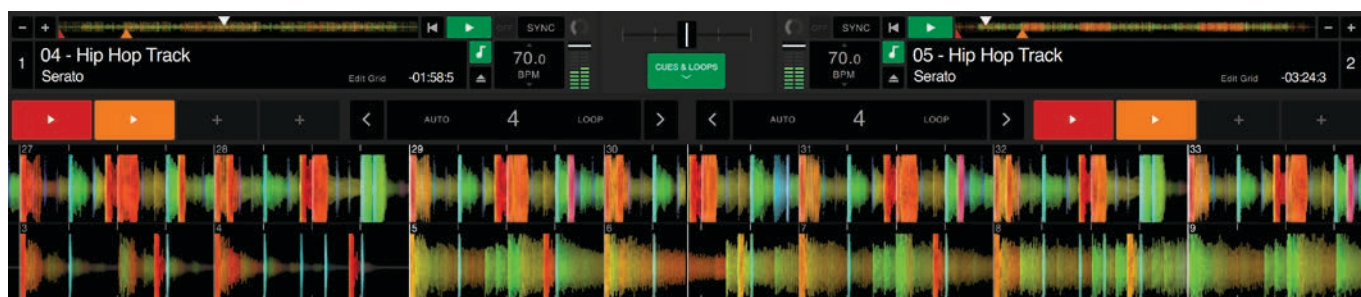 − + OFF SYNC OFF SYNC − +
1 04 - Hip Hop Track 70.0 70.0 05 - Hip Hop Track 2
Serato Edit Grid -01:58:5 BPM CUES & LOOPS BPM Serato Edit Grid -03:24:3
+ + < AUTO 4 LOOP > < AUTO 4 LOOP > + +
27 28 29 30 31 32 33
3 4 5 6 7 8 9